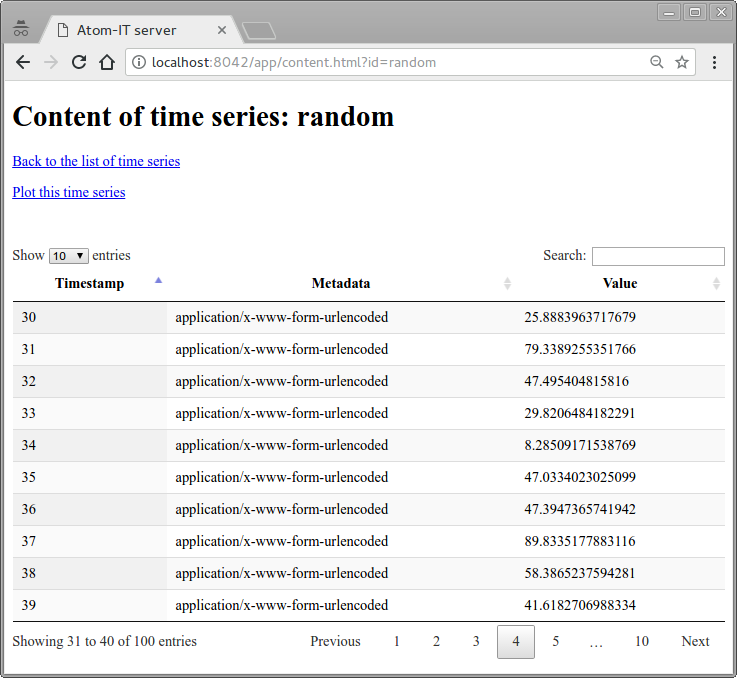 Atom-IT server
localhost:8042/app/content.html?id=random
Content of time series: random
Back to the list of time series
Plot this time series
Show 10 entries Search:
Timestamp Metadata Value
30 application/x-www-form-urlencoded 25.8883963717679
31 application/x-www-form-urlencoded 79.3389255351766
32 application/x-www-form-urlencoded 47.495404815816
33 application/x-www-form-urlencoded 29.8206484182291
34 application/x-www-form-urlencoded 8.28509171538769
35 application/x-www-form-urlencoded 47.0334023025099
36 application/x-www-form-urlencoded 47.3947365741942
37 application/x-www-form-urlencoded 89.8335177883116
38 application/x-www-form-urlencoded 58.3865237594281
39 application/x-www-form-urlencoded 41.6182706988334
Showing 31 to 40 of 100 entries Previous 1 2 3 4 5 … 10 Next